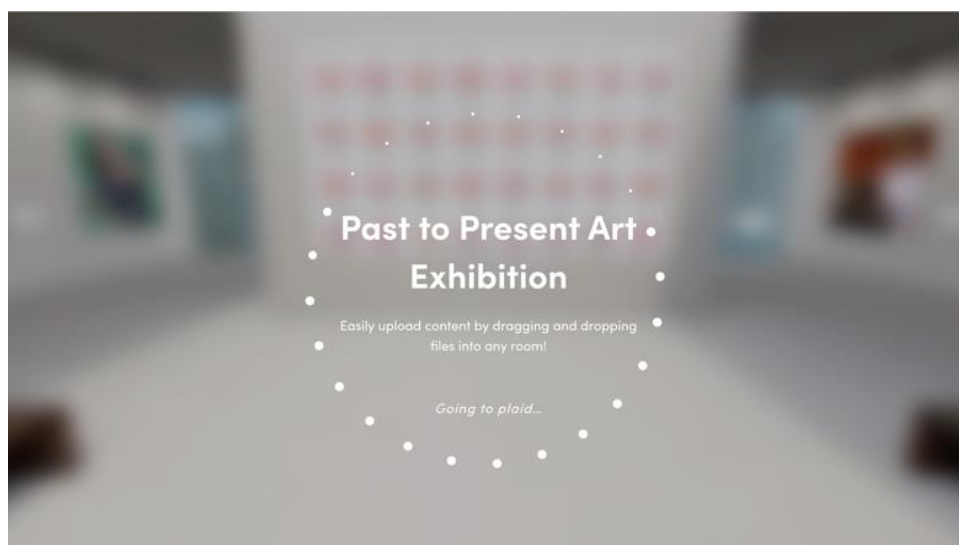 Past to Present Art
Exhibition
Easily upload content by dragging and dropping
files into any room!
Going to plaid...